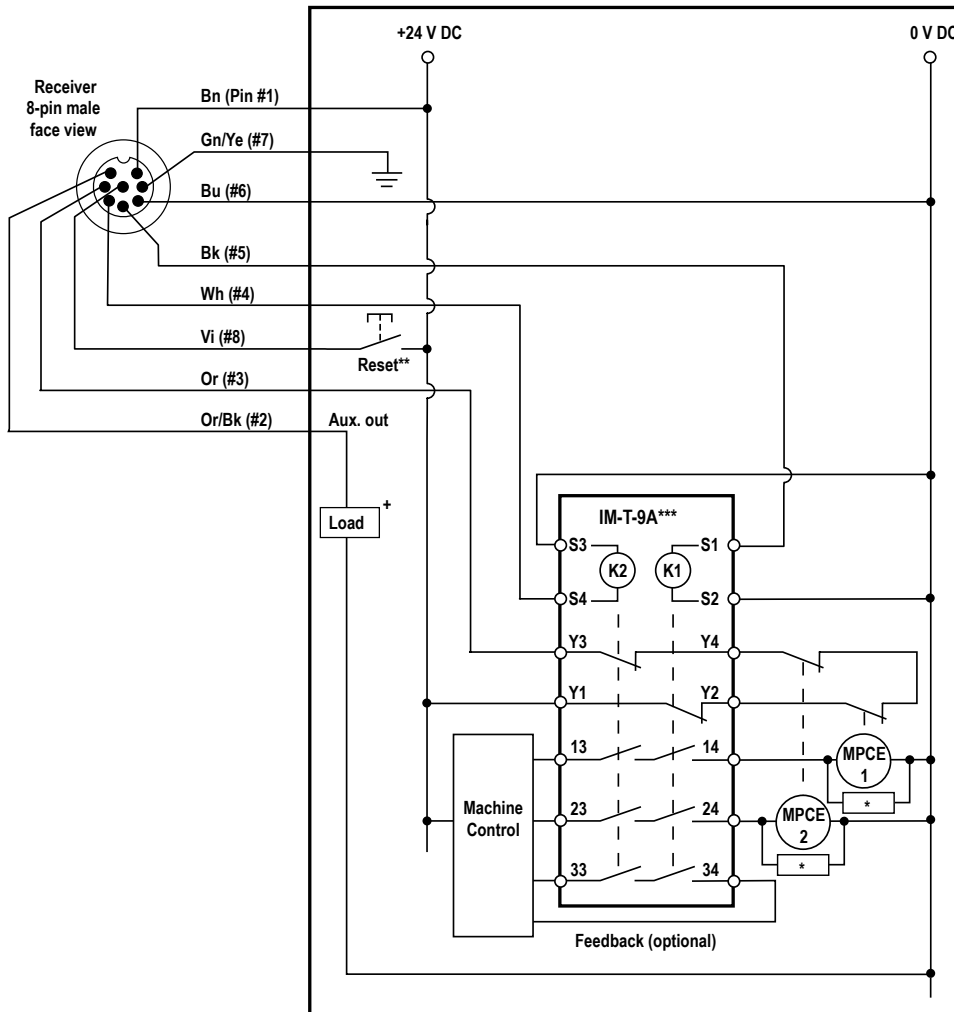 +24 V DC
0 V DC
Receiver
8-pin male
face view
Bn (Pin #1)
Gn/Ye (#7)
Bu (#6)
Bk (#5)
Wh (#4)
Vi (#8)
Reset**
Or (#3)
Or/Bk (#2)
Aux. out
Load
+
IM-T-9A***
S3
S1
K2
K1
S4
S2
Y3
Y4
Y1
Y2
13
14
MPCE
1
*
Machine
Control
23
24
MPCE
2
*
33
34
Feedback (optional)